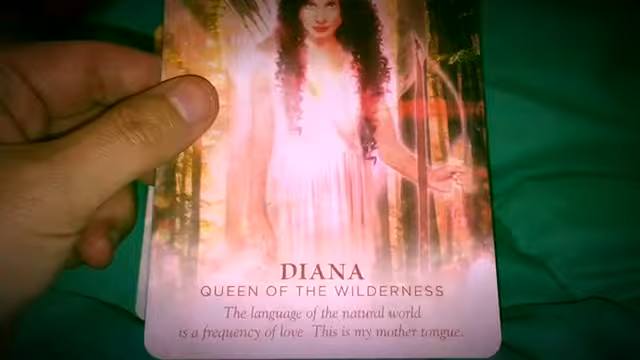 DIANA
QUEEN OF THE WILDERNESS
The language of the natural world
is a frequency of love This is my mother tongue.